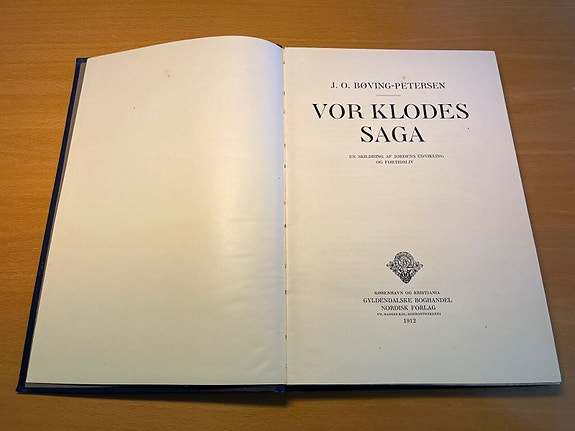 J. O. BØVING-PETERSEN
VOR KLODES
SAGA
EN SKILDRING AF JORDENS UDVIKLING
OG FORTIDSLIV
KØBENHAVN OG KRISTIANIA
GYLDENDALSKE BOGHANDEL
NORDISK FORLAG
1912